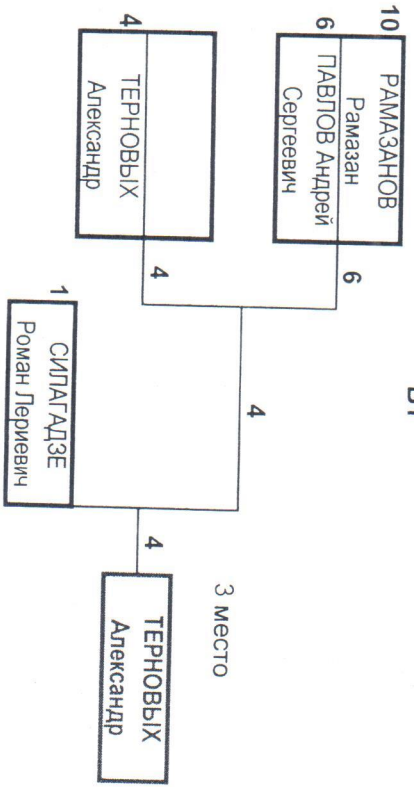 10
РАМАЗАНОВ
Рамазан
6
ПАВЛОВ Андрей
Сергеевич
6
4
ТЕРНОВЫХ
Александр
4
4
1
СИЛАГАДЗЕ
Роман Лериевич
4
3 место
ТЕРНОВЫХ
Александр